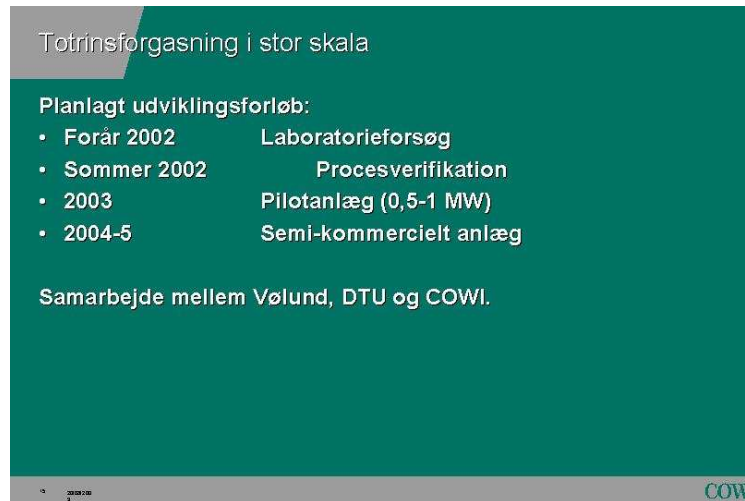 Totrinsforgasning i stor skala
Planlagt udviklingsforløb:
• Forår 2002 Laboratorieforsøg
• Sommer 2002 Procesverifikation
• 2003 Pilotanlæg (0,5-1 MW)
• 2004-5 Semi-kommercielt anlæg
Samarbejde mellem Vølund, DTU og COWI.
COW